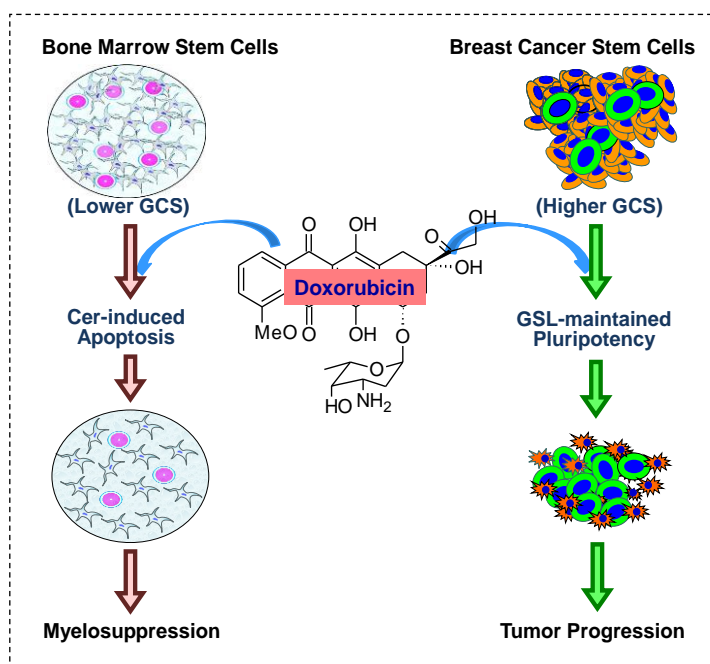 Bone Marrow Stem Cells
Breast Cancer Stem Cells
(Lower GCS)
(Higher GCS)
O
OH
O
OH
OH
Doxorubicin
MeO
O
OH
O
O
HO
NH2
Cer-induced
Apoptosis
GSL-maintained
Pluripotency
Myelosuppression
Tumor Progression